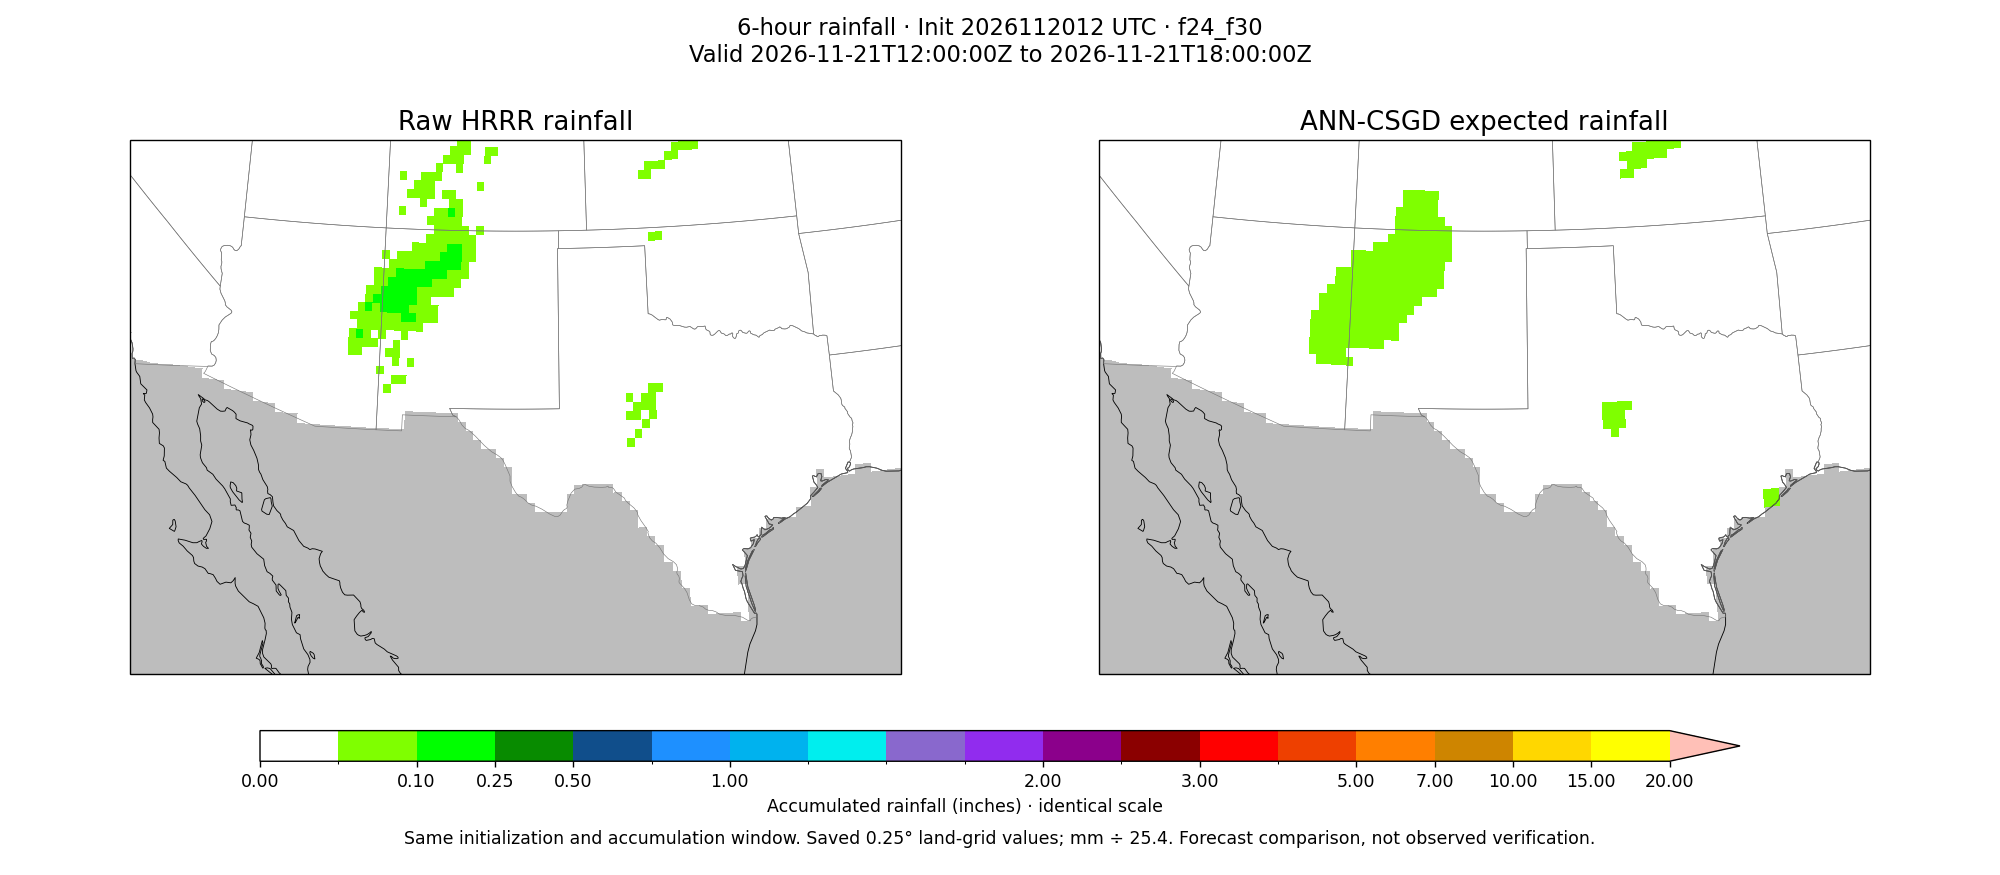 6-hour rainfall · Init 2026112012 UTC · f24_f30
Valid 2026-11-21T12:00:00Z to 2026-11-21T18:00:00Z
Raw HRRR rainfall
ANN-CSGD expected rainfall
0.00 0.10 0.25 0.50 1.00 2.00 3.00 5.00 7.00 10.00 15.00 20.00
Accumulated rainfall (inches) · identical scale
Same initialization and accumulation window. Saved 0.25° land-grid values; mm ÷ 25.4. Forecast comparison, not observed verification.